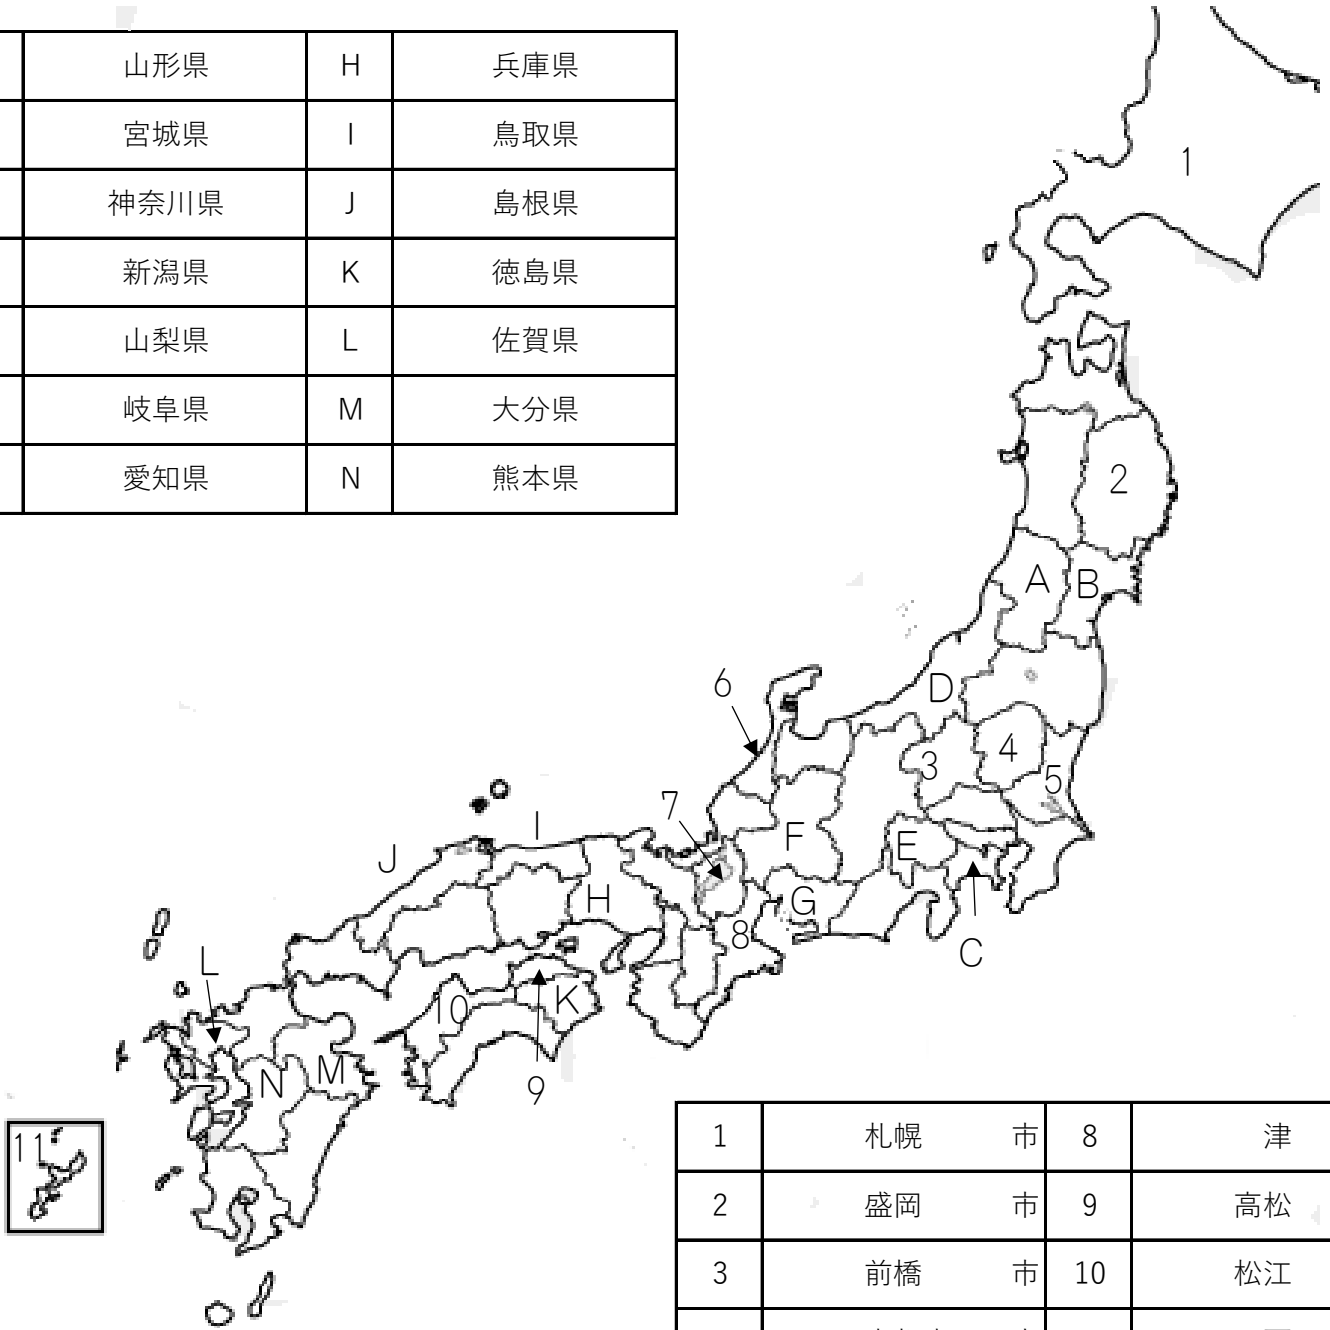 山形県 H 兵庫県
宮城県 I 鳥取県
神奈川県 J 島根県
新潟県 K 徳島県
山梨県 L 佐賀県
岐阜県 M 大分県
愛知県 N 熊本県
1
2
A B
6 D
3 4
5
7
I F E
J
H G
8
L C
10 K
N M
9
11
1 札幌 市 8 津
2 盛岡 市 9 高松
3 前橋 市 10 松江